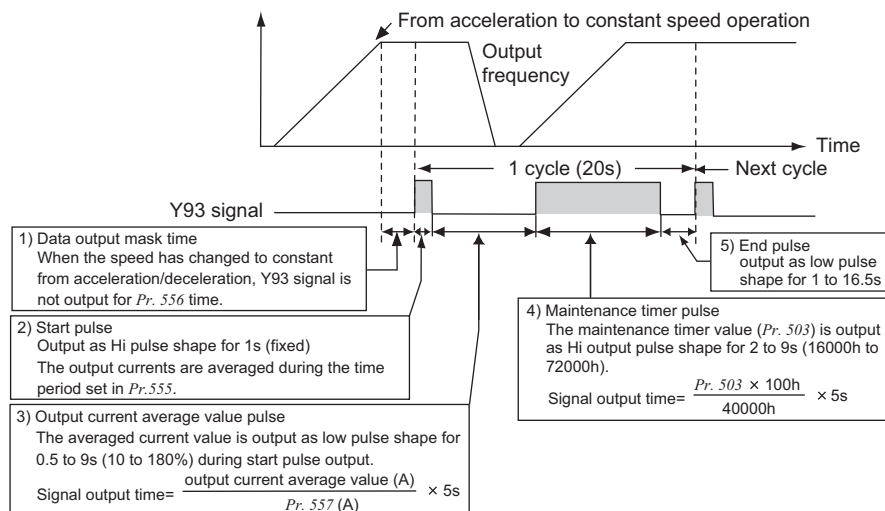 From acceleration to constant speed operation
Output
frequency
Time
1 cycle (20s)
Next cycle
Y93 signal
1) Data output mask time
When the speed has changed to constant
from acceleration/deceleration, Y93 signal is
not output for Pr. 556 time.
2) Start pulse
Output as Hi pulse shape for 1s (fixed)
The output currents are averaged during the time
period set in Pr.555.
3) Output current average value pulse
The averaged current value is output as low pulse shape for
0.5 to 9s (10 to 180%) during start pulse output.
Signal output time= output current average value (A) / Pr. 557 (A) × 5s
5) End pulse
output as low pulse
shape for 1 to 16.5s
4) Maintenance timer pulse
The maintenance timer value (Pr. 503) is output
as Hi output pulse shape for 2 to 9s (16000h to
72000h).
Signal output time= Pr. 503 × 100h / 40000h × 5s